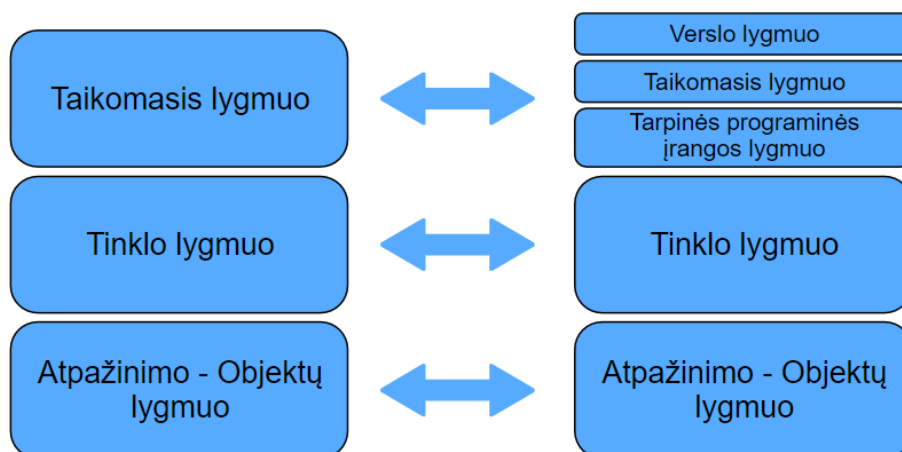 Taikomasis lygmuo
Verslo lygmuo
Taikomasis lygmuo
Tarpinės programinės
įrangos lygmuo
Tinklo lygmuo
Tinklo lygmuo
Atpažinimo - Objektų
lygmuo
Atpažinimo - Objektų
lygmuo